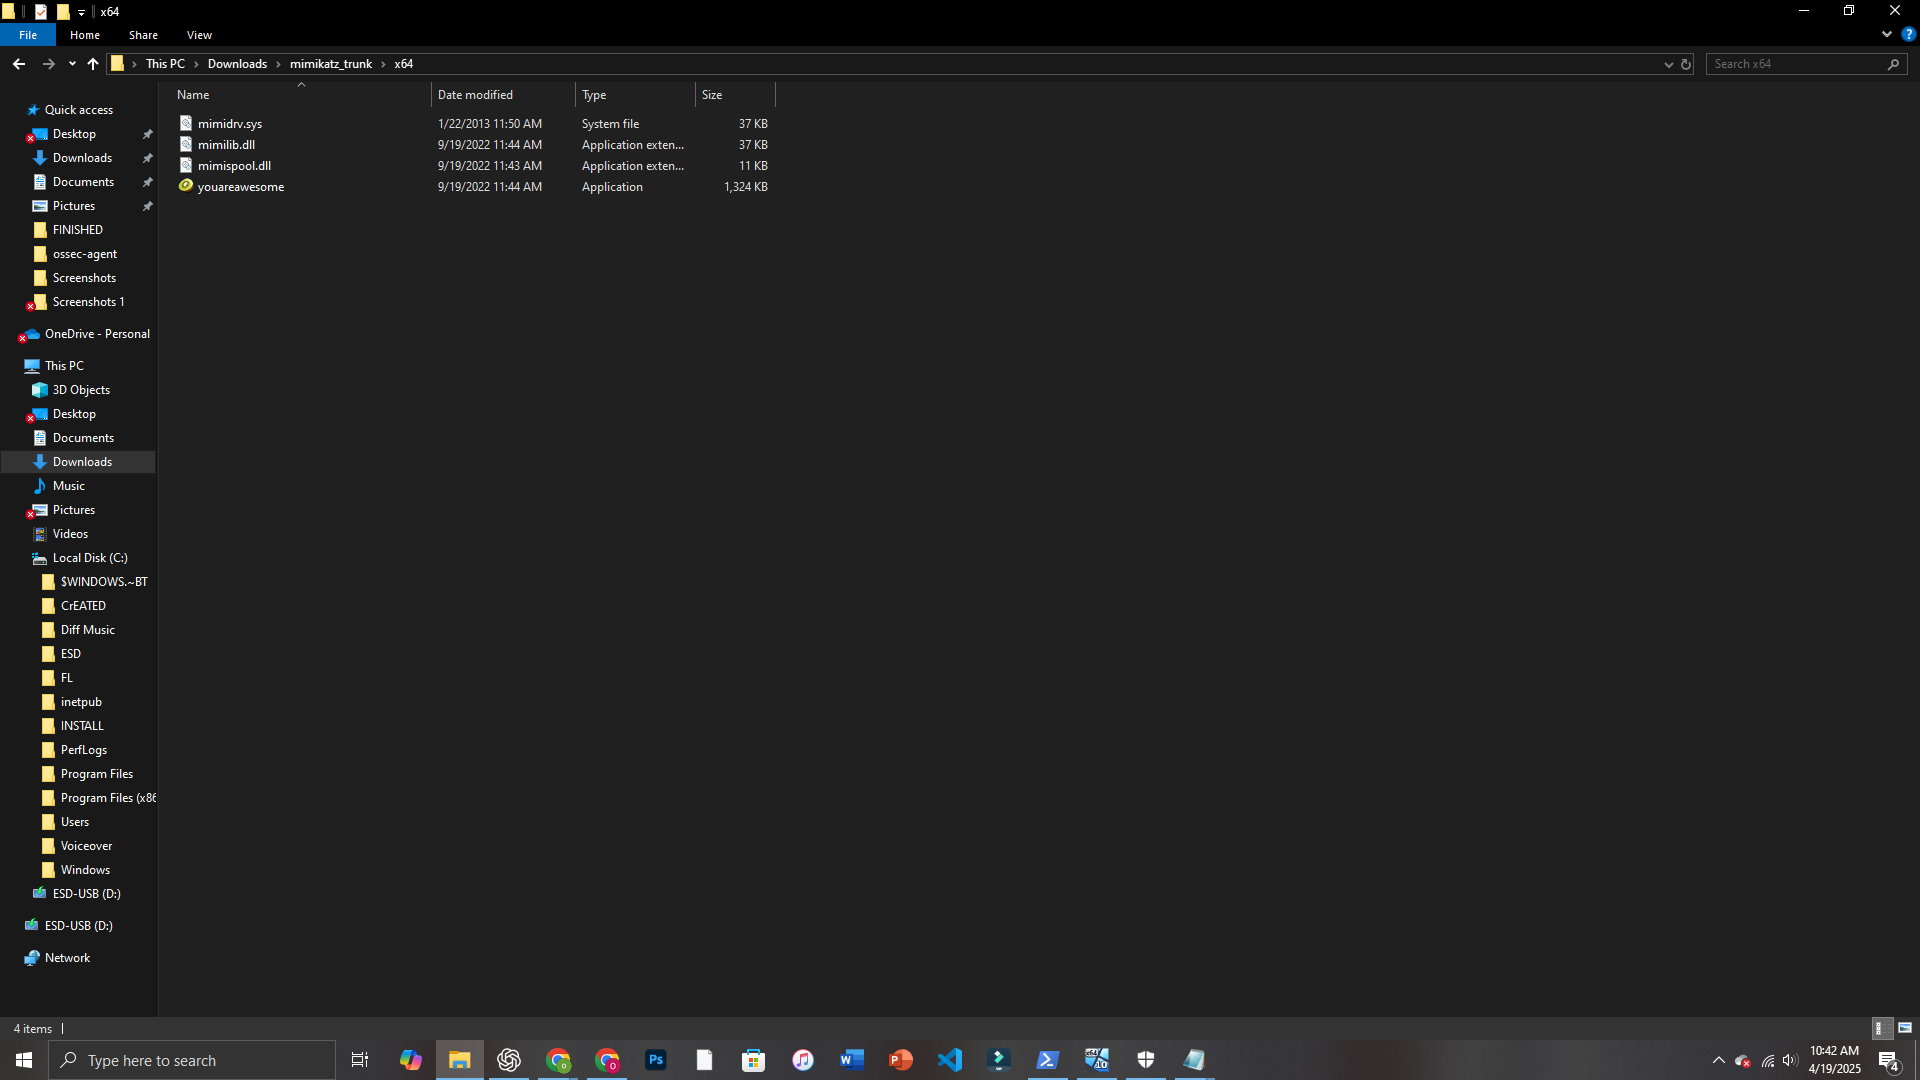 x64
File Home Share View
This PC Downloads mimikatz_trunk x64
Search x64
Name Date modified Type Size
mimidrv.sys 1/22/2013 11:50 AM System file 37 KB
mimilib.dll 9/19/2022 11:44 AM Application exten... 37 KB
mimispool.dll 9/19/2022 11:43 AM Application exten... 11 KB
youareawesome 9/19/2022 11:44 AM Application 1,324 KB
Quick access
Desktop
Downloads
Documents
Pictures
FINISHED
ossec-agent
Screenshots
Screenshots 1
OneDrive - Personal
This PC
3D Objects
Desktop
Documents
Downloads
Music
Pictures
Videos
Local Disk (C:)
$WINDOWS.~BT
CrEATED
Diff Music
ESD
FL
inetpub
INSTALL
PerfLogs
Program Files
Program Files (x86
Users
Voiceover
Windows
ESD-USB (D:)
ESD-USB (D:)
Network
4 items
Type here to search
Ps
10:42 AM
4/19/2025
4